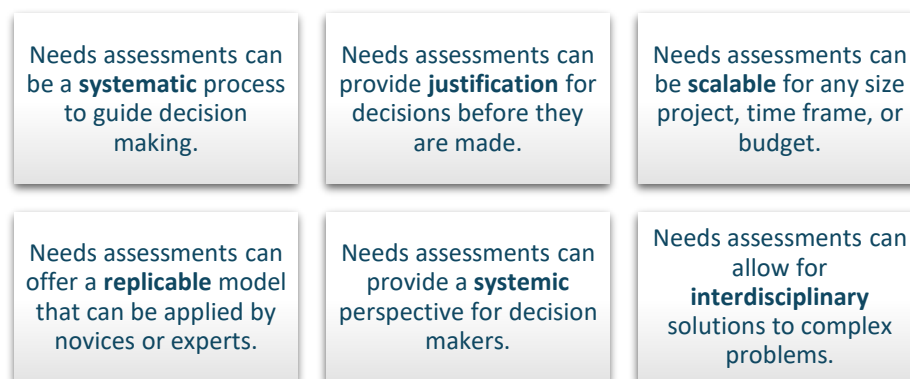 Needs assessments can
be a systematic process
to guide decision
making.
Needs assessments can
provide justification for
decisions before they
are made.
Needs assessments can
be scalable for any size
project, time frame, or
budget.
Needs assessments can
offer a replicable model
that can be applied by
novices or experts.
Needs assessments can
provide a systemic
perspective for decision
makers.
Needs assessments can
allow for
interdisciplinary
solutions to complex
problems.